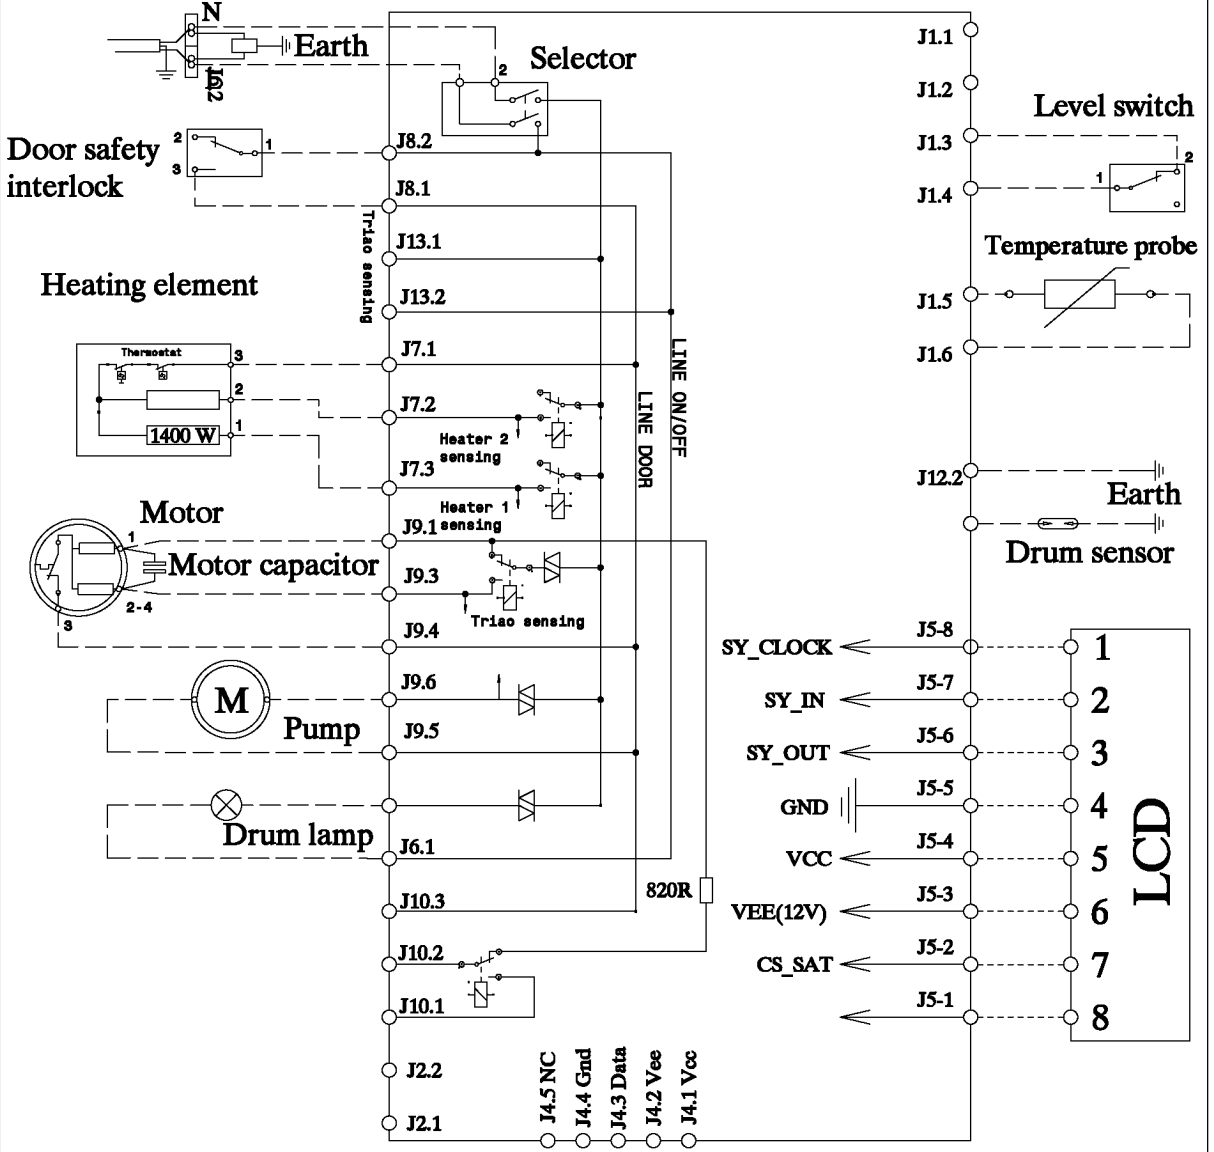 N
Earth
Selector
2
J1.1
J1.2
Level switch
Door safety
interlock
2
1
3
J8.2
J8.1
J1.3
J1.4
2
1
Triao sensing
J13.1
J13.2
Temperature probe
J1.5
J1.6
Heating element
Thermostat
3
2
1
1400 W
J7.1
J7.2
J7.3
Heater 2
sensing
Heater 1
sensing
LINE ON/OFF
LINE DOOR
J12.2
Earth
Drum sensor
Motor
1
Motor capacitor
2-4
3
J9.1
J9.3
Triao sensing
J9.4
J9.6
M
Pump
J9.5
Drum lamp
J6.1
820R
J10.3
J10.2
J10.1
J2.2
J2.1
J4.5 NC
J4.4 Gnd
J4.3 Data
J4.2 Vee
J4.1 Vcc
SY_CLOCK
J5-8
1
SY_IN
J5-7
2
SY_OUT
J5-6
3
GND
J5-5
4
VCC
J5-4
5
VEE(12V)
J5-3
6
CS_SAT
J5-2
7
J5-1
8
LCD